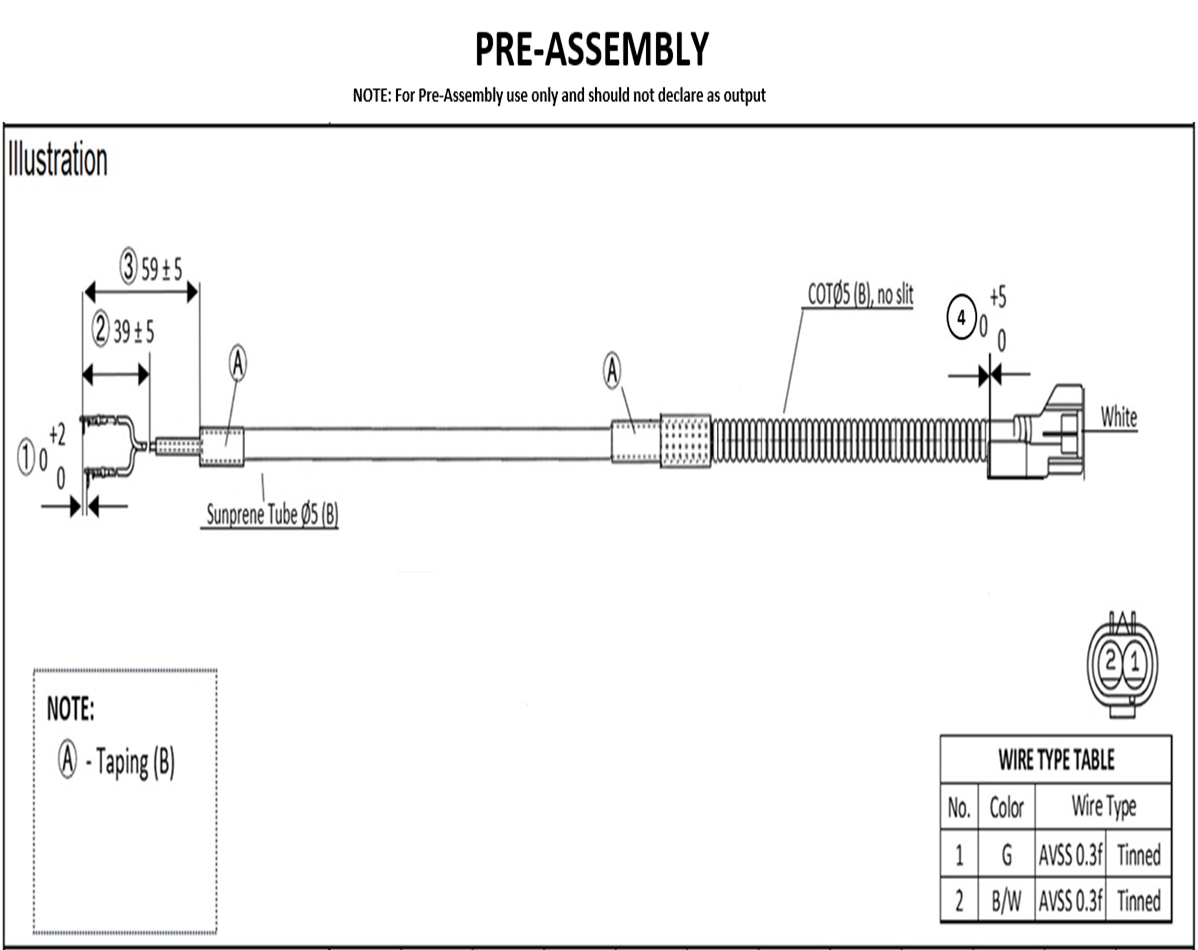 PRE-ASSEMBLY
NOTE: For Pre-Assembly use only and should not declare as output
Illustration
③ 59±5
② 39±5
① 0 +2 0
A
A
Sunprene Tube Ø5 (B)
COTØ5 (B), no slit
④ 0 +5 0
White
2 1
NOTE:
Ⓐ - Taping (B)
WIRE TYPE TABLE
No. Color Wire Type
1 G AVSS 0.3f Tinned
2 B/W AVSS 0.3f Tinned